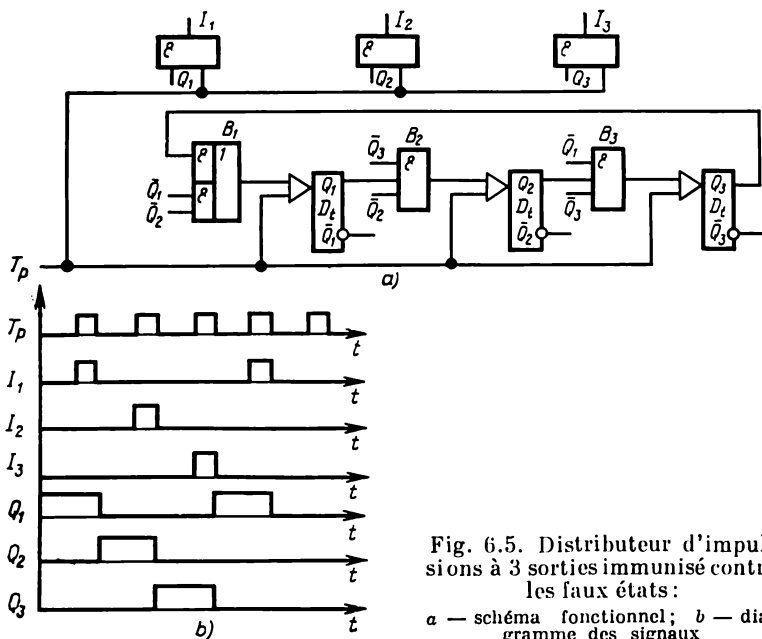 I₁ I₂ I₃
& & &
Q₁ Q₂ Q₃
B₁ B₂ B₃
& 1 Q̄₃ & Q̄₁ &
& Q₁ Q₂ Q₃
Q̄₁ Dₜ Q̄₂ Dₜ Q̄₃ Dₜ
Q̄₂ Q̄₁ Q̄₂ Q̄₃
Tₚ
a)
Tₚ t
I₁ t
I₂ t
I₃ t
Q₁ t
Q₂ t
Q₃ t
b)
Fig. 6.5. Distributeur d'impul-
sions à 3 sorties immunisé contr
les faux états:
a — schéma fonctionnel; b — dia
gramme des signaux